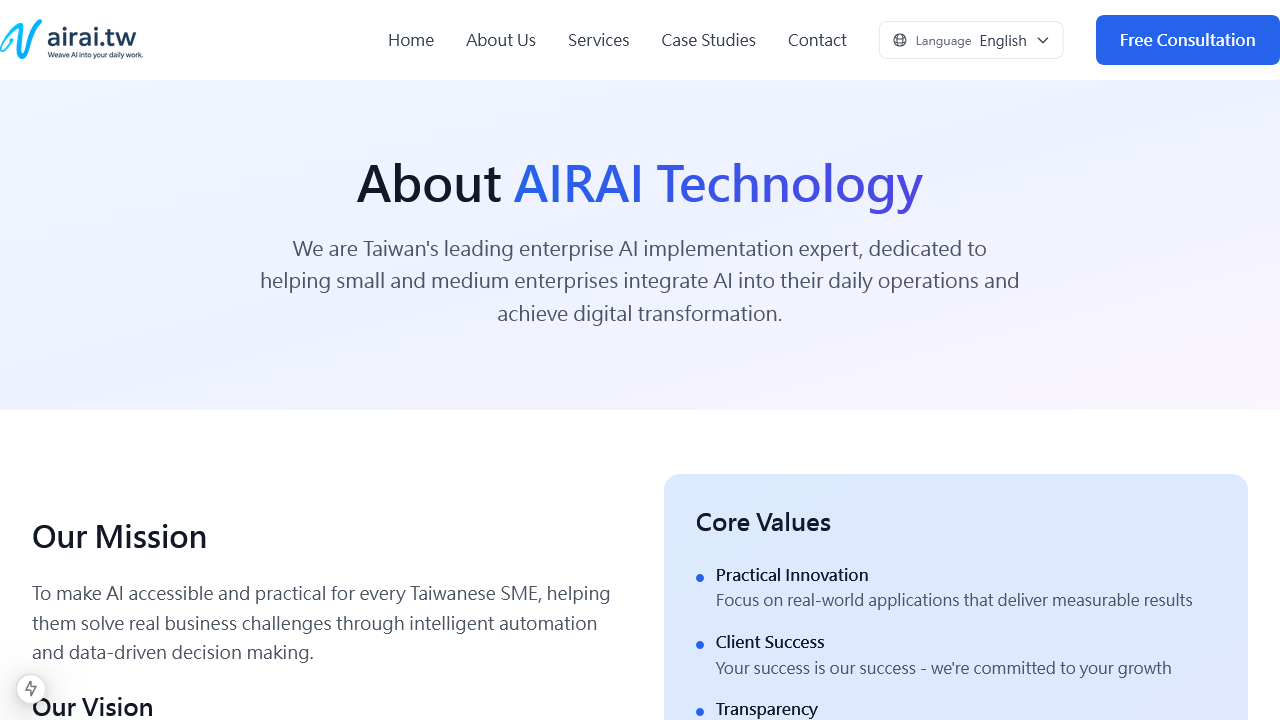 airai.tw
Weave AI into your daily work.
Home
About Us
Services
Case Studies
Contact
Language English
Free Consultation
About AIRAI Technology
We are Taiwan's leading enterprise AI implementation expert, dedicated to
helping small and medium enterprises integrate AI into their daily operations and
achieve digital transformation.
Our Mission
To make AI accessible and practical for every Taiwanese SME, helping
them solve real business challenges through intelligent automation
and data-driven decision making.
Our Vision
Core Values
Practical Innovation
Focus on real-world applications that deliver measurable results
Client Success
Your success is our success - we're committed to your growth
Transparency